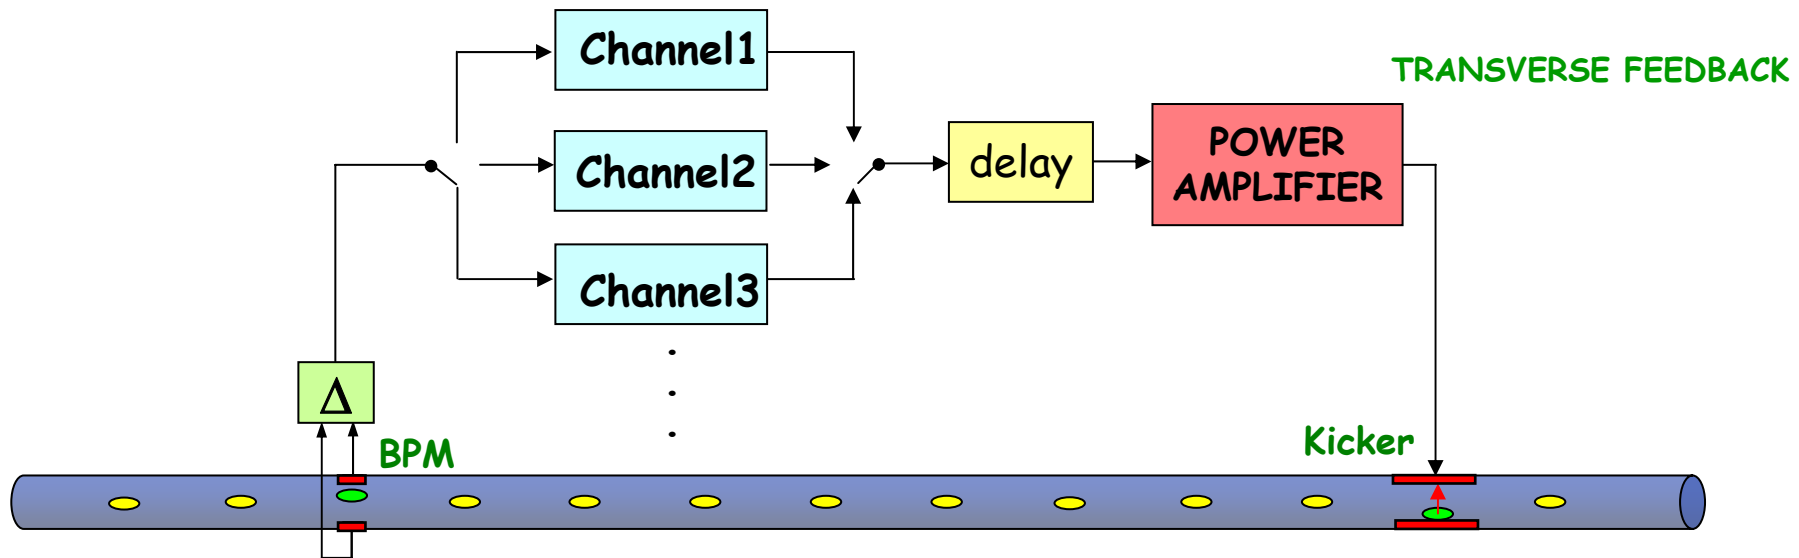 Channel1
TRANSVERSE FEEDBACK
Channel2
delay
POWER
AMPLIFIER
Channel3
.
.
.
Δ
BPM
Kicker